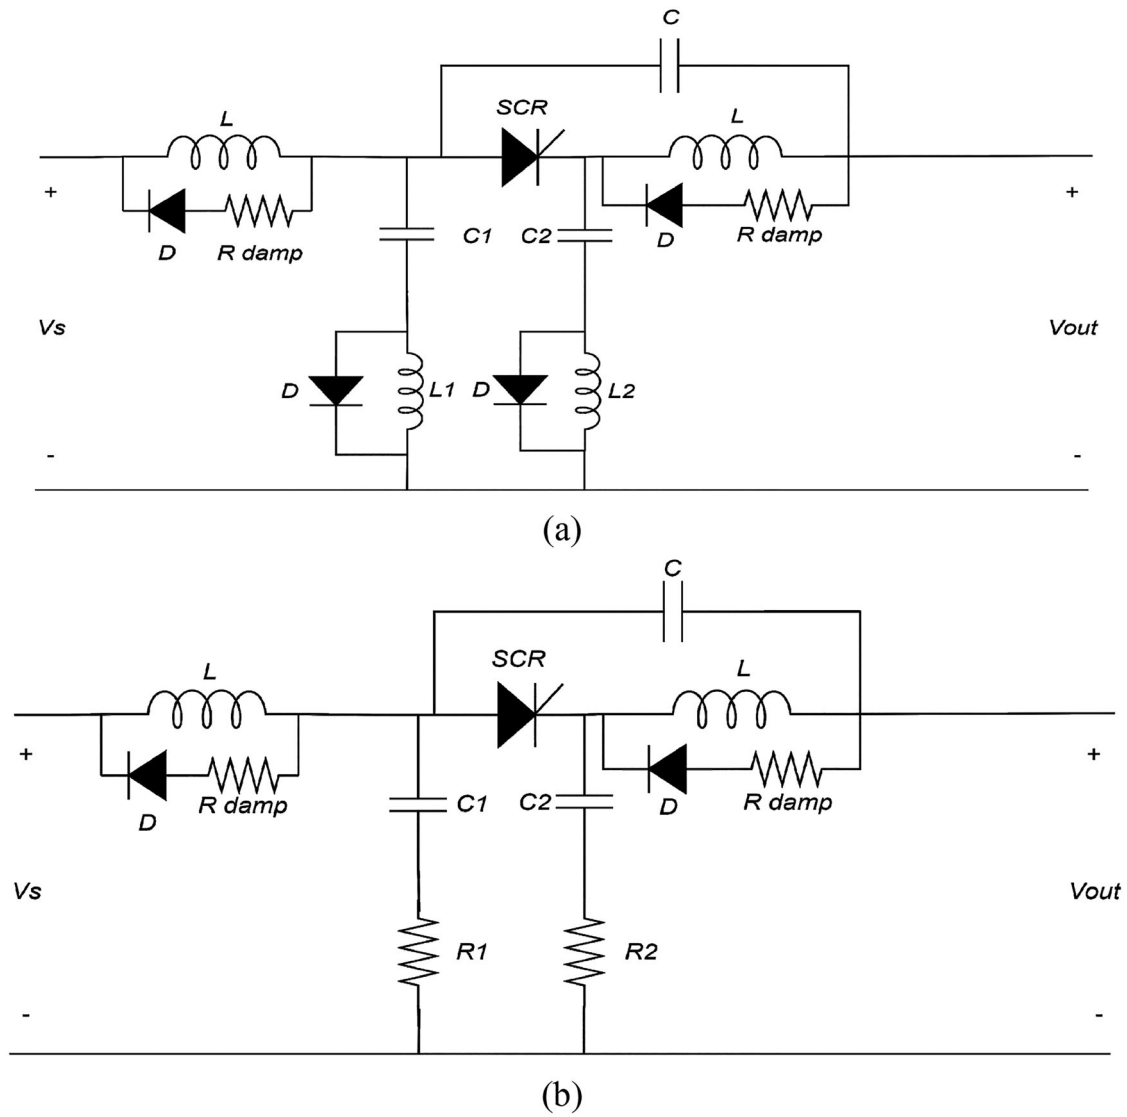 C
SCR
L
L
+
D
R damp
C1
C2
D
R damp
+
Vs
Vout
D
L1
D
L2
-
-
(a)
C
SCR
L
L
+
D
R damp
C1
C2
D
R damp
+
Vs
Vout
R1
R2
-
-
(b)